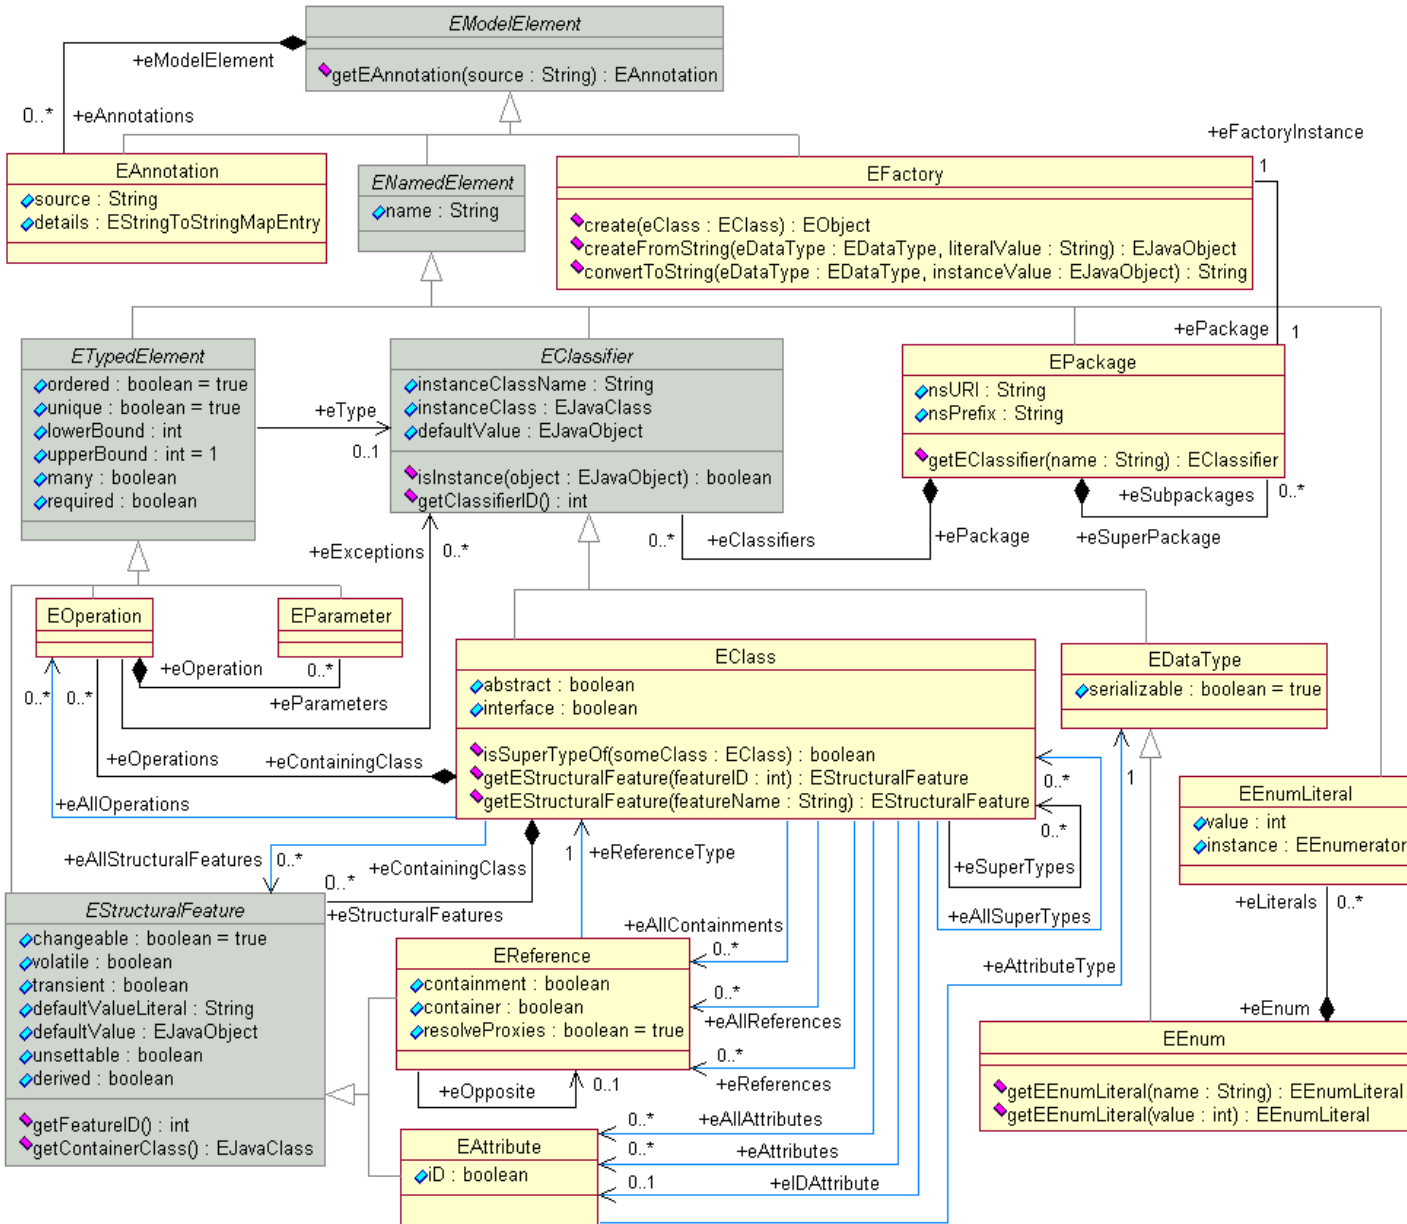 EModelElement
getEAnnotation(source : String) : EAnnotation
+eModelElement
0..*
+eAnnotations
+eFactoryInstance
1
EAnnotation
source : String
details : EStringToStringMapEntry
ENamedElement
name : String
EFactory
create(eClass : EClass) : EObject
createFromString(eDataType : EDataType, literalValue : String) : EJavaObject
convertToString(eDataType : EDataType, instanceValue : EJavaObject) : String
+ePackage
1
ETypedElement
ordered : boolean = true
unique : boolean = true
lowerBound : int
upperBound : int = 1
many : boolean
required : boolean
+eType
0..1
EClassifier
instanceClassName : String
instanceClass : EJavaClass
defaultValue : EJavaObject
isInstance(object : EJavaObject) : boolean
getClassifierID() : int
EPackage
nsURI : String
nsPrefix : String
getEClassifier(name : String) : EClassifier
+eSubpackages
0..*
+eSuperPackage
+eExceptions
0..*
0..*
+eClassifiers
+ePackage
EOperation
EParameter
+eOperation
0..*
+eParameters
0..*
0..*
+eOperations
+eContainingClass
+eAllOperations
EClass
abstract : boolean
interface : boolean
isSuperTypeOf(someClass : EClass) : boolean
getEStructuralFeature(featureID : int) : EStructuralFeature
getEStructuralFeature(featureName : String) : EStructuralFeature
EDataType
serializable : boolean = true
0..*
1
0..*
+eSuperTypes
+eAllSuperTypes
EEnumLiteral
value : int
instance : EEnumerator
+eLiterals
0..*
+eAllStructuralFeatures
0..*
+eContainingClass
0..*
+eStructuralFeatures
1
+eReferenceType
+eAllContainments
0..*
0..*
+eAllReferences
0..*
+eReferences
+eAttributeType
EStructuralFeature
changeable : boolean = true
volatile : boolean
transient : boolean
defaultValueLiteral : String
defaultValue : EJavaObject
unsettable : boolean
derived : boolean
getFeatureID() : int
getContainerClass() : EJavaClass
EReference
containment : boolean
container : boolean
resolveProxies : boolean = true
+eOpposite
0..1
+eEnum
EEnum
getEEnumLiteral(name : String) : EEnumLiteral
getEEnumLiteral(value : int) : EEnumLiteral
0..*
+eAllAttributes
0..*
+eAttributes
0..1
+eIDAttribute
EAttribute
iD : boolean